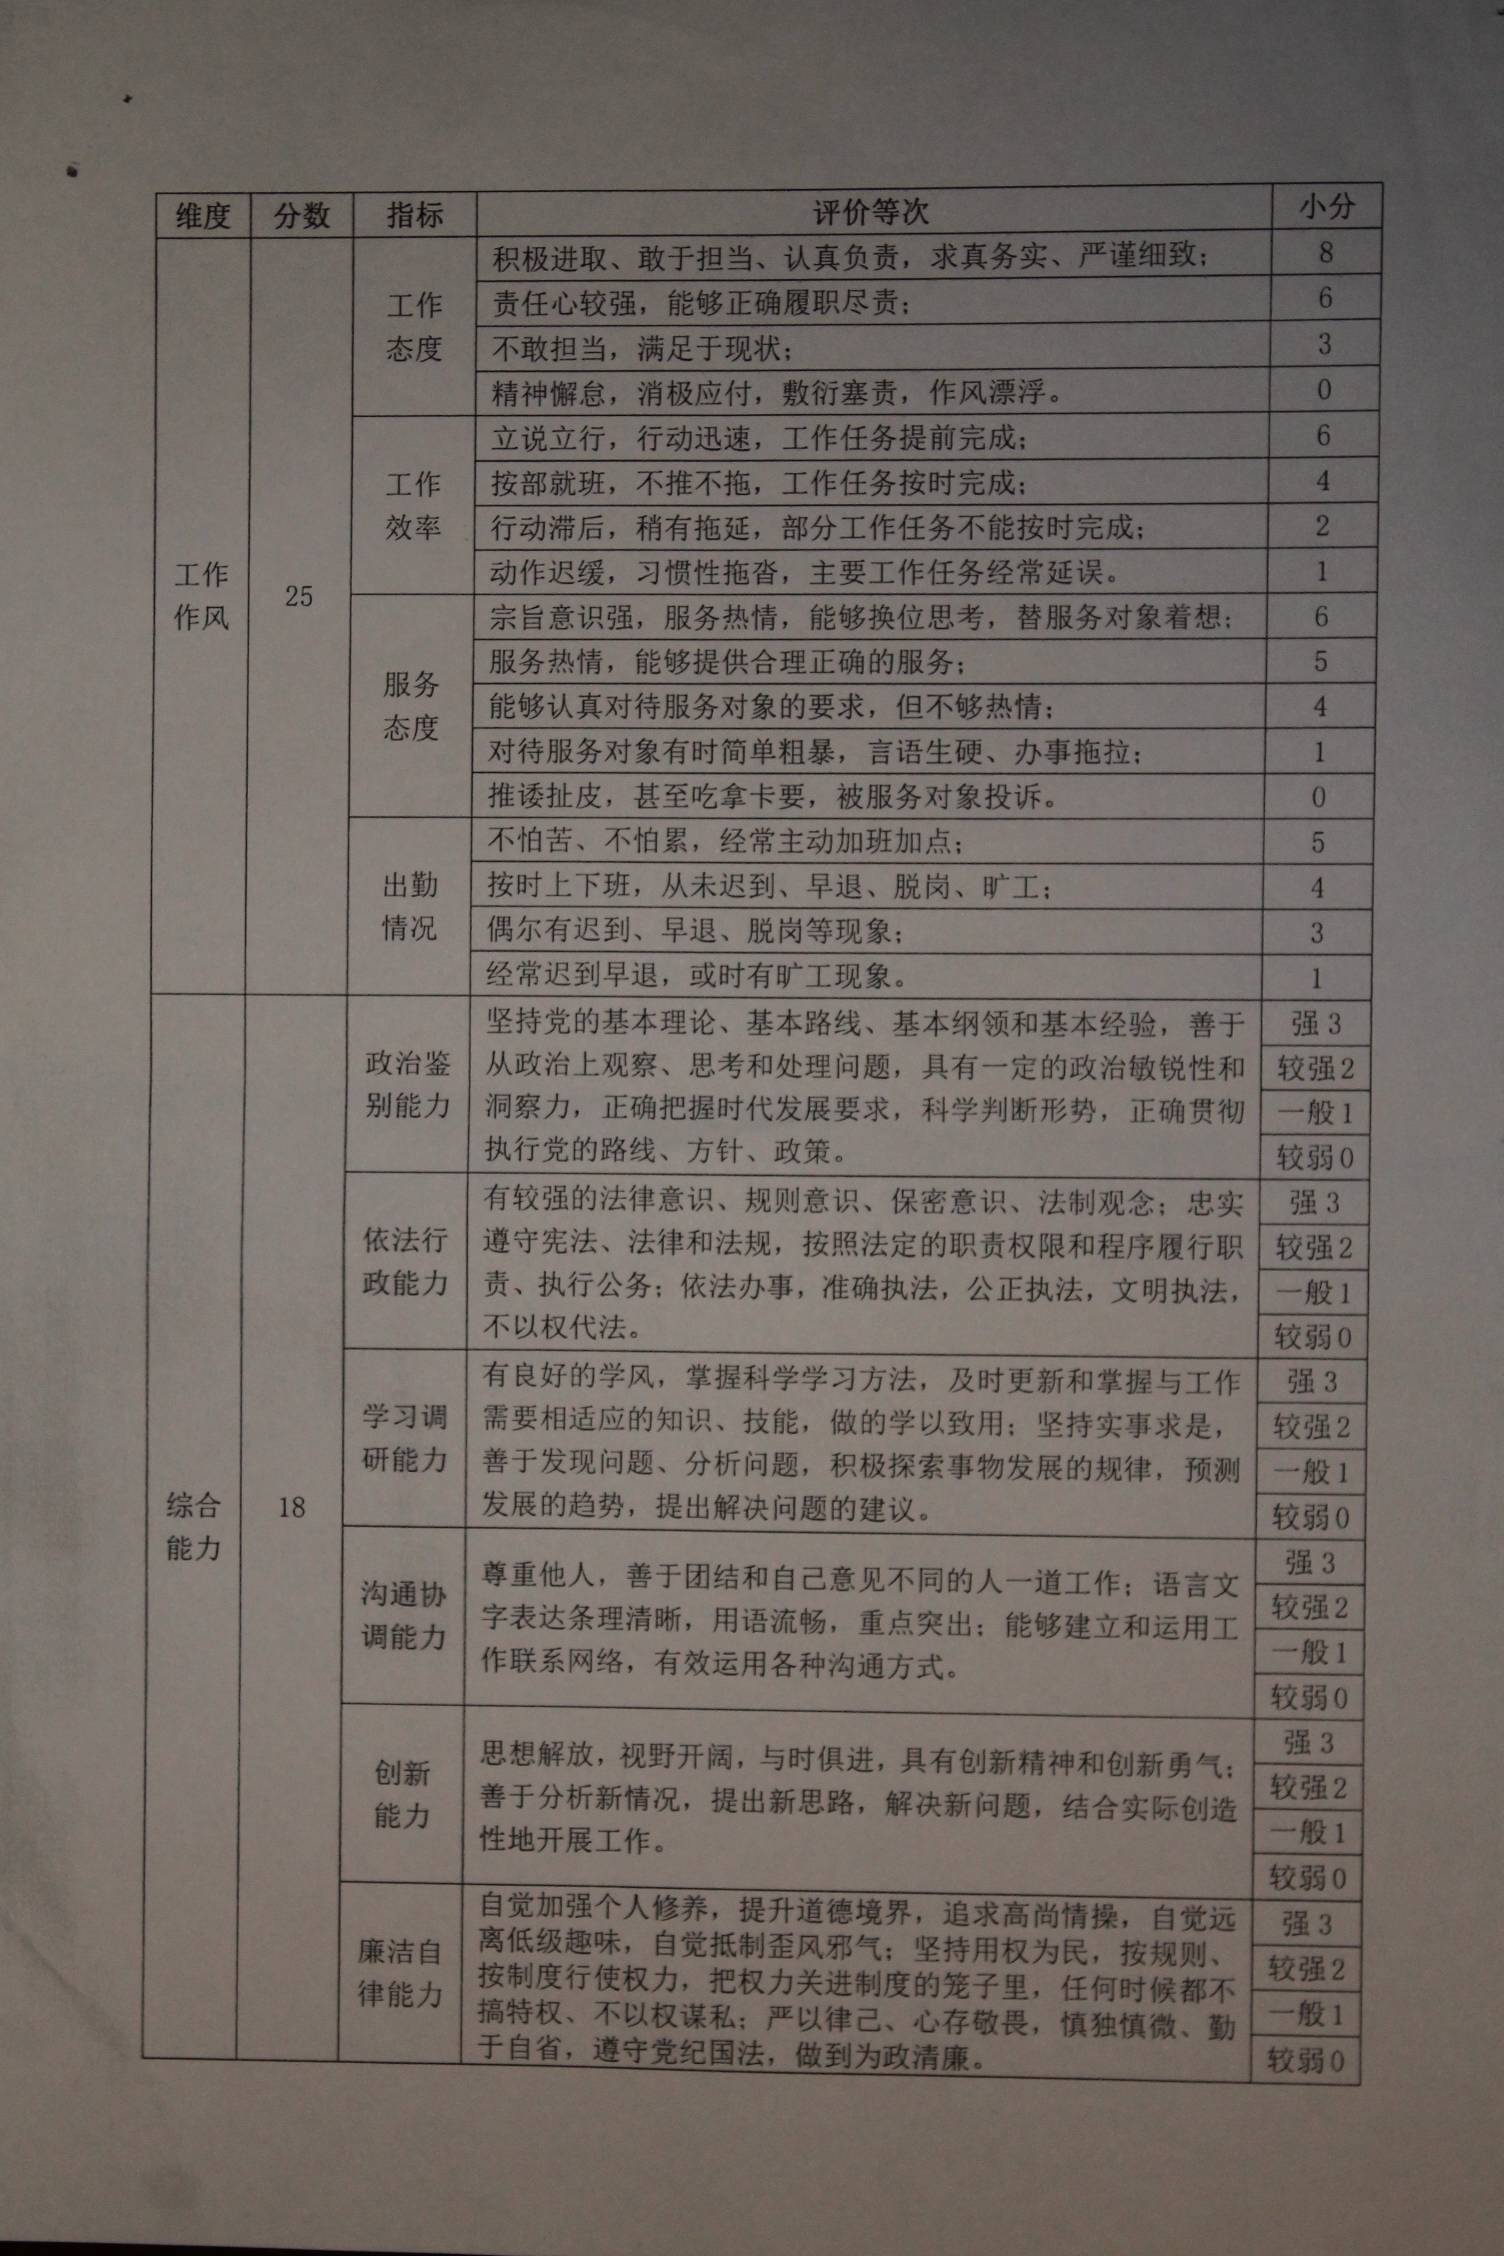 维度 分数 指标 评价等次 小分
工作
作风
25
工作
态度
积极进取、敢于担当、认真负责，求真务实、严谨细致； 8
责任心较强，能够正确履职尽责； 6
不敢担当，满足于现状； 3
精神懈怠，消极应付，敷衍塞责，作风漂浮。 0
工作
效率
立说立行，行动迅速，工作任务提前完成； 6
按部就班，不推不拖，工作任务按时完成； 4
行动滞后，稍有拖延，部分工作任务不能按时完成； 2
动作迟缓，习惯性拖沓，主要工作任务经常延误。 1
服务
态度
宗旨意识强，服务热情，能够换位思考，替服务对象着想； 6
服务热情，能够提供合理正确的服务； 5
能够认真对待服务对象的要求，但不够热情； 4
对待服务对象有时简单粗暴，言语生硬、办事拖拉； 1
推诿扯皮，甚至吃拿卡要，被服务对象投诉。 0
出勤
情况
不怕苦、不怕累，经常主动加班加点； 5
按时上下班，从未迟到、早退、脱岗、旷工； 4
偶尔有迟到、早退、脱岗等现象； 3
经常迟到早退，或时有旷工现象。 1
综合
能力
18
政治鉴
别能力
坚持党的基本理论、基本路线、基本纲领和基本经验，善于
从政治上观察、思考和处理问题，具有一定的政治敏锐性和
洞察力，正确把握时代发展要求，科学判断形势，正确贯彻
执行党的路线、方针、政策。
强3
较强2
一般1
较弱0
依法行
政能力
有较强的法律意识、规则意识、保密意识、法制观念；忠实
遵守宪法、法律和法规，按照法定的职责权限和程序履行职
责、执行公务；依法办事，准确执法，公正执法，文明执法，
不以权代法。
强3
较强2
一般1
较弱0
学习调
研能力
有良好的学风，掌握科学学习方法，及时更新和掌握与工作
需要相适应的知识、技能，做的学以致用；坚持实事求是，
善于发现问题、分析问题，积极探索事物发展的规律，预测
发展的趋势，提出解决问题的建议。
强3
较强2
一般1
较弱0
沟通协
调能力
尊重他人，善于团结和自己意见不同的人一道工作；语言文
字表达条理清晰，用语流畅，重点突出；能够建立和运用工
作联系网络，有效运用各种沟通方式。
强3
较强2
一般1
较弱0
创新
能力
思想解放，视野开阔，与时俱进，具有创新精神和创新勇气；
善于分析新情况，提出新思路，解决新问题，结合实际创造
性地开展工作。
强3
较强2
一般1
较弱0
廉洁自
律能力
自觉加强个人修养，提升道德境界，追求高尚情操，自觉远
离低级趣味，自觉抵制歪风邪气；坚持用权为民，按规则、
按制度行使权力，把权力关进制度的笼子里，任何时候都不
搞特权、不以权谋私；严以律己、心存敬畏，慎独慎微、勤
于自省，遵守党纪国法，做到为政清廉。
强3
较强2
一般1
较弱0